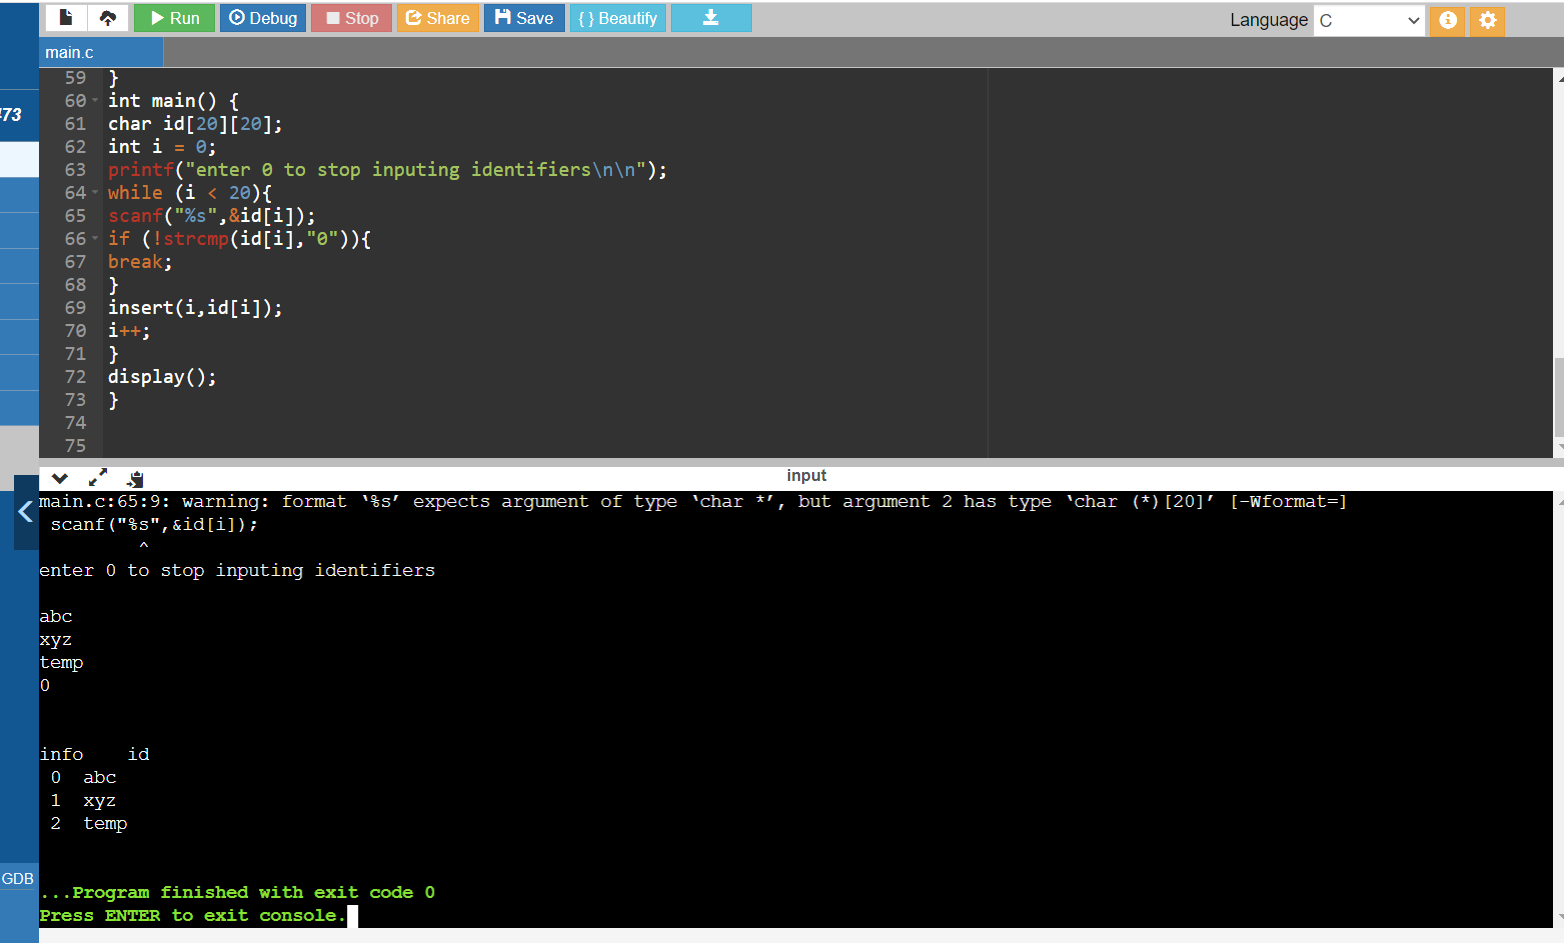 Run Debug Stop Share Save { } Beautify Language C
main.c
59 }
60 int main() {
61 char id[20][20];
62 int i = 0;
63 printf("enter 0 to stop inputing identifiers\n\n");
64 while (i < 20){
65 scanf("%s",&id[i]);
66 if (!strcmp(id[i],"0")){
67 break;
68 }
69 insert(i,id[i]);
70 i++;
71 }
72 display();
73 }
74
75
73
input
main.c:65:9: warning: format ‘%s’ expects argument of type ‘char *’, but argument 2 has type ‘char (*)[20]’ [-Wformat=]
scanf("%s",&id[i]);
^
enter 0 to stop inputing identifiers
abc
xyz
temp
0
info id
0 abc
1 xyz
2 temp
GDB
...Program finished with exit code 0
Press ENTER to exit console.